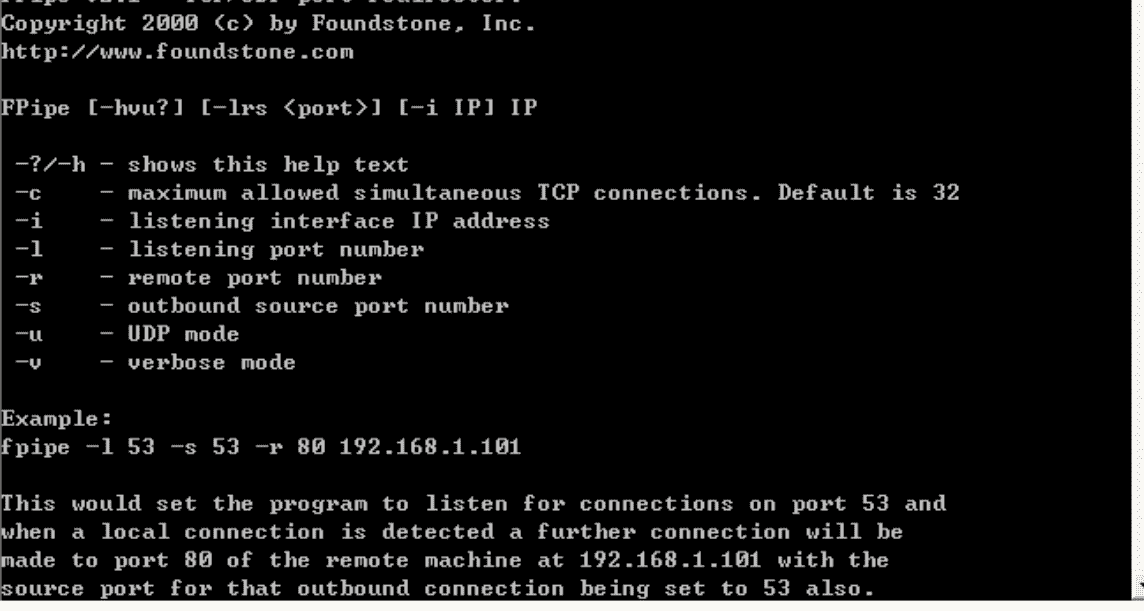 Copyright 2000 (c) by Foundstone, Inc.
http://www.foundstone.com
FPipe [-hvu?] [-lrs <port>] [-i IP] IP
-?/-h - shows this help text
-c - maximum allowed simultaneous TCP connections. Default is 32
-i - listening interface IP address
-l - listening port number
-r - remote port number
-s - outbound source port number
-u - UDP mode
-v - verbose mode
Example:
fpipe -l 53 -s 53 -r 80 192.168.1.101
This would set the program to listen for connections on port 53 and
when a local connection is detected a further connection will be
made to port 80 of the remote machine at 192.168.1.101 with the
source port for that outbound connection being set to 53 also.